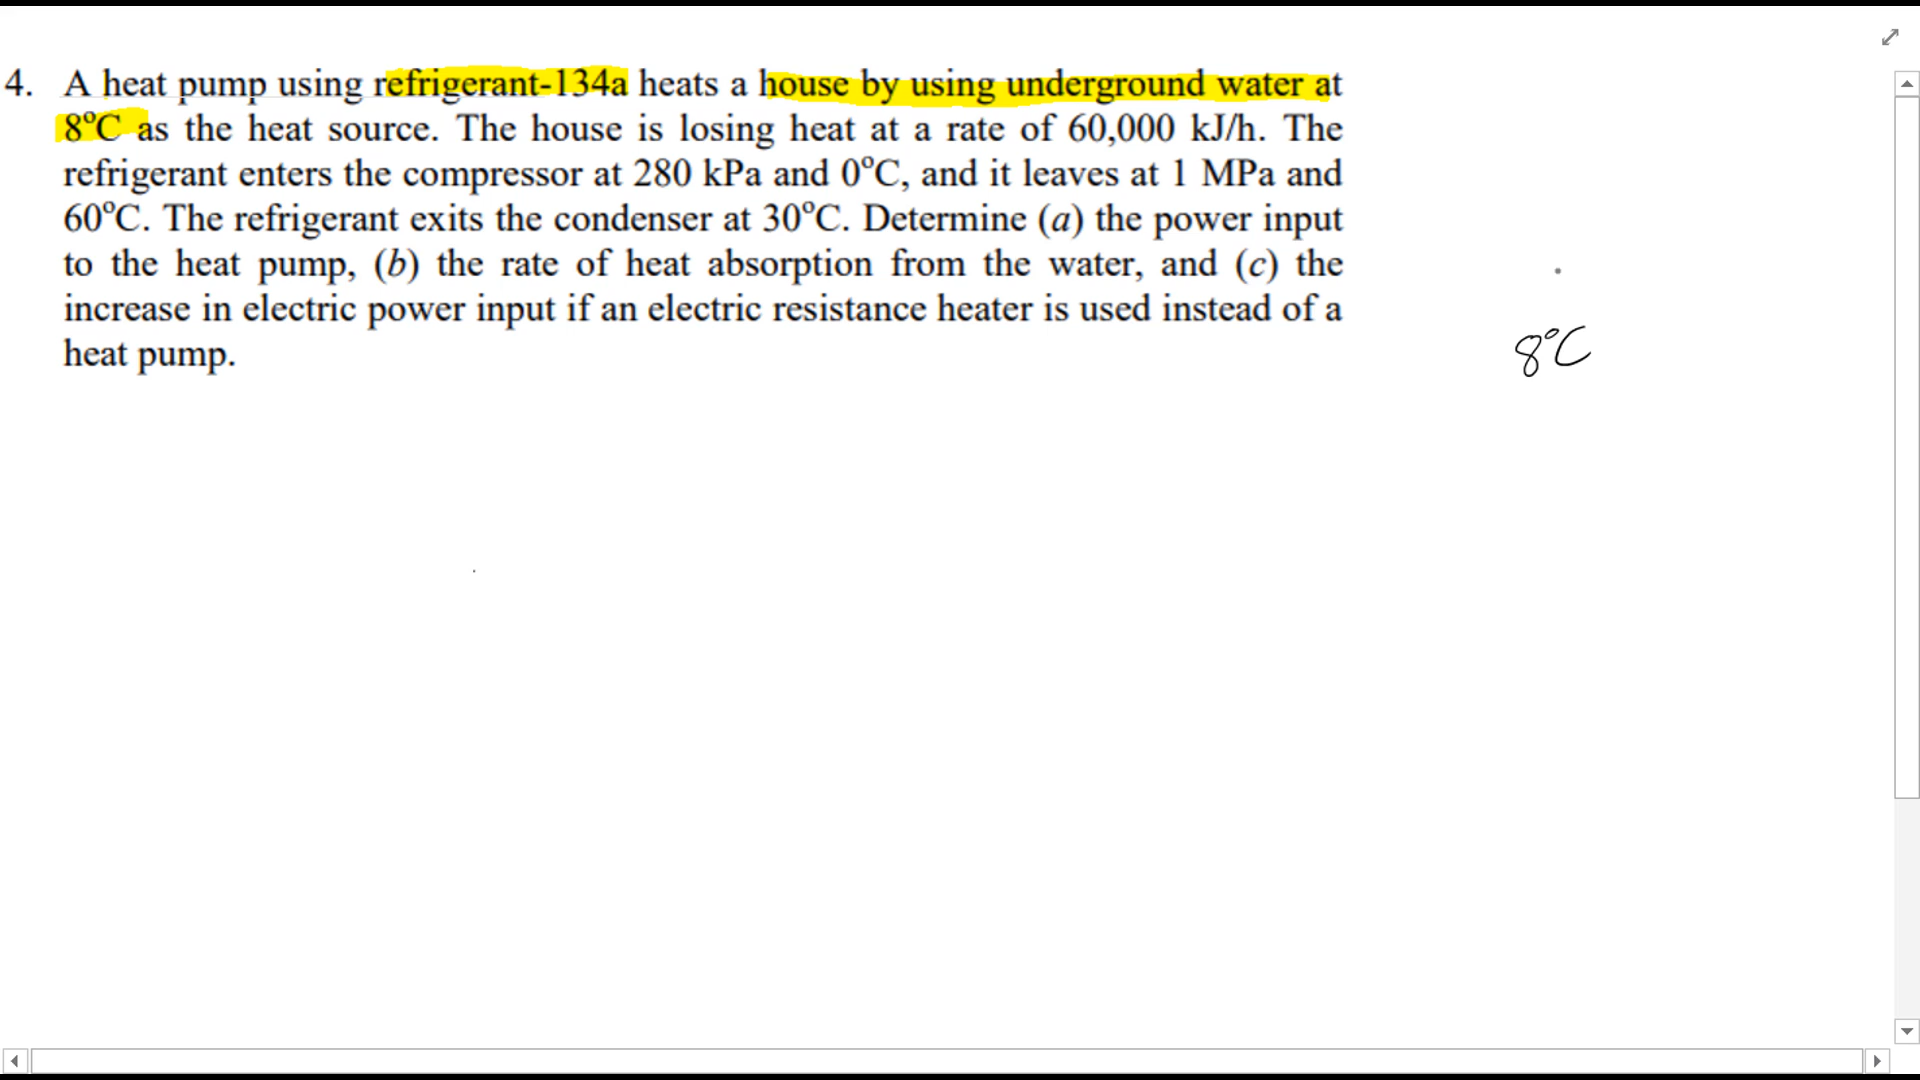 4. A heat pump using refrigerant-134a heats a house by using underground water at
8°C as the heat source. The house is losing heat at a rate of 60,000 kJ/h. The
refrigerant enters the compressor at 280 kPa and 0°C, and it leaves at 1 MPa and
60°C. The refrigerant exits the condenser at 30°C. Determine (a) the power input
to the heat pump, (b) the rate of heat absorption from the water, and (c) the
increase in electric power input if an electric resistance heater is used instead of a
heat pump.
8°C